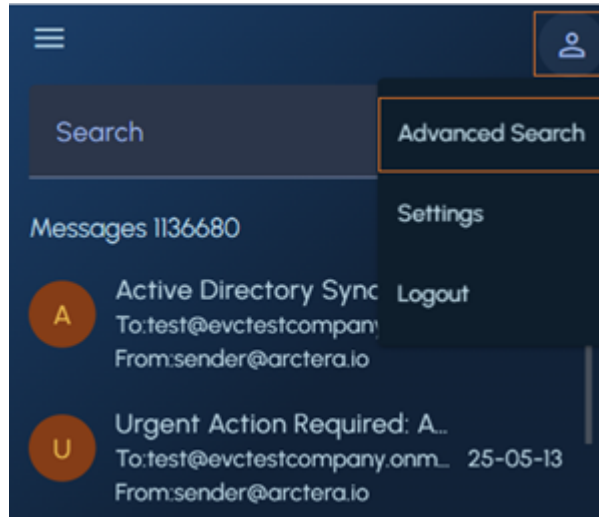 Search
Advanced Search
Settings
Logout
Messages 1136680
A
Active Directory Sync
To:test@evctestcompany
From:sender@arctera.io
U
Urgent Action Required: A...
To:test@evctestcompany.onm... 25-05-13
From:sender@arctera.io